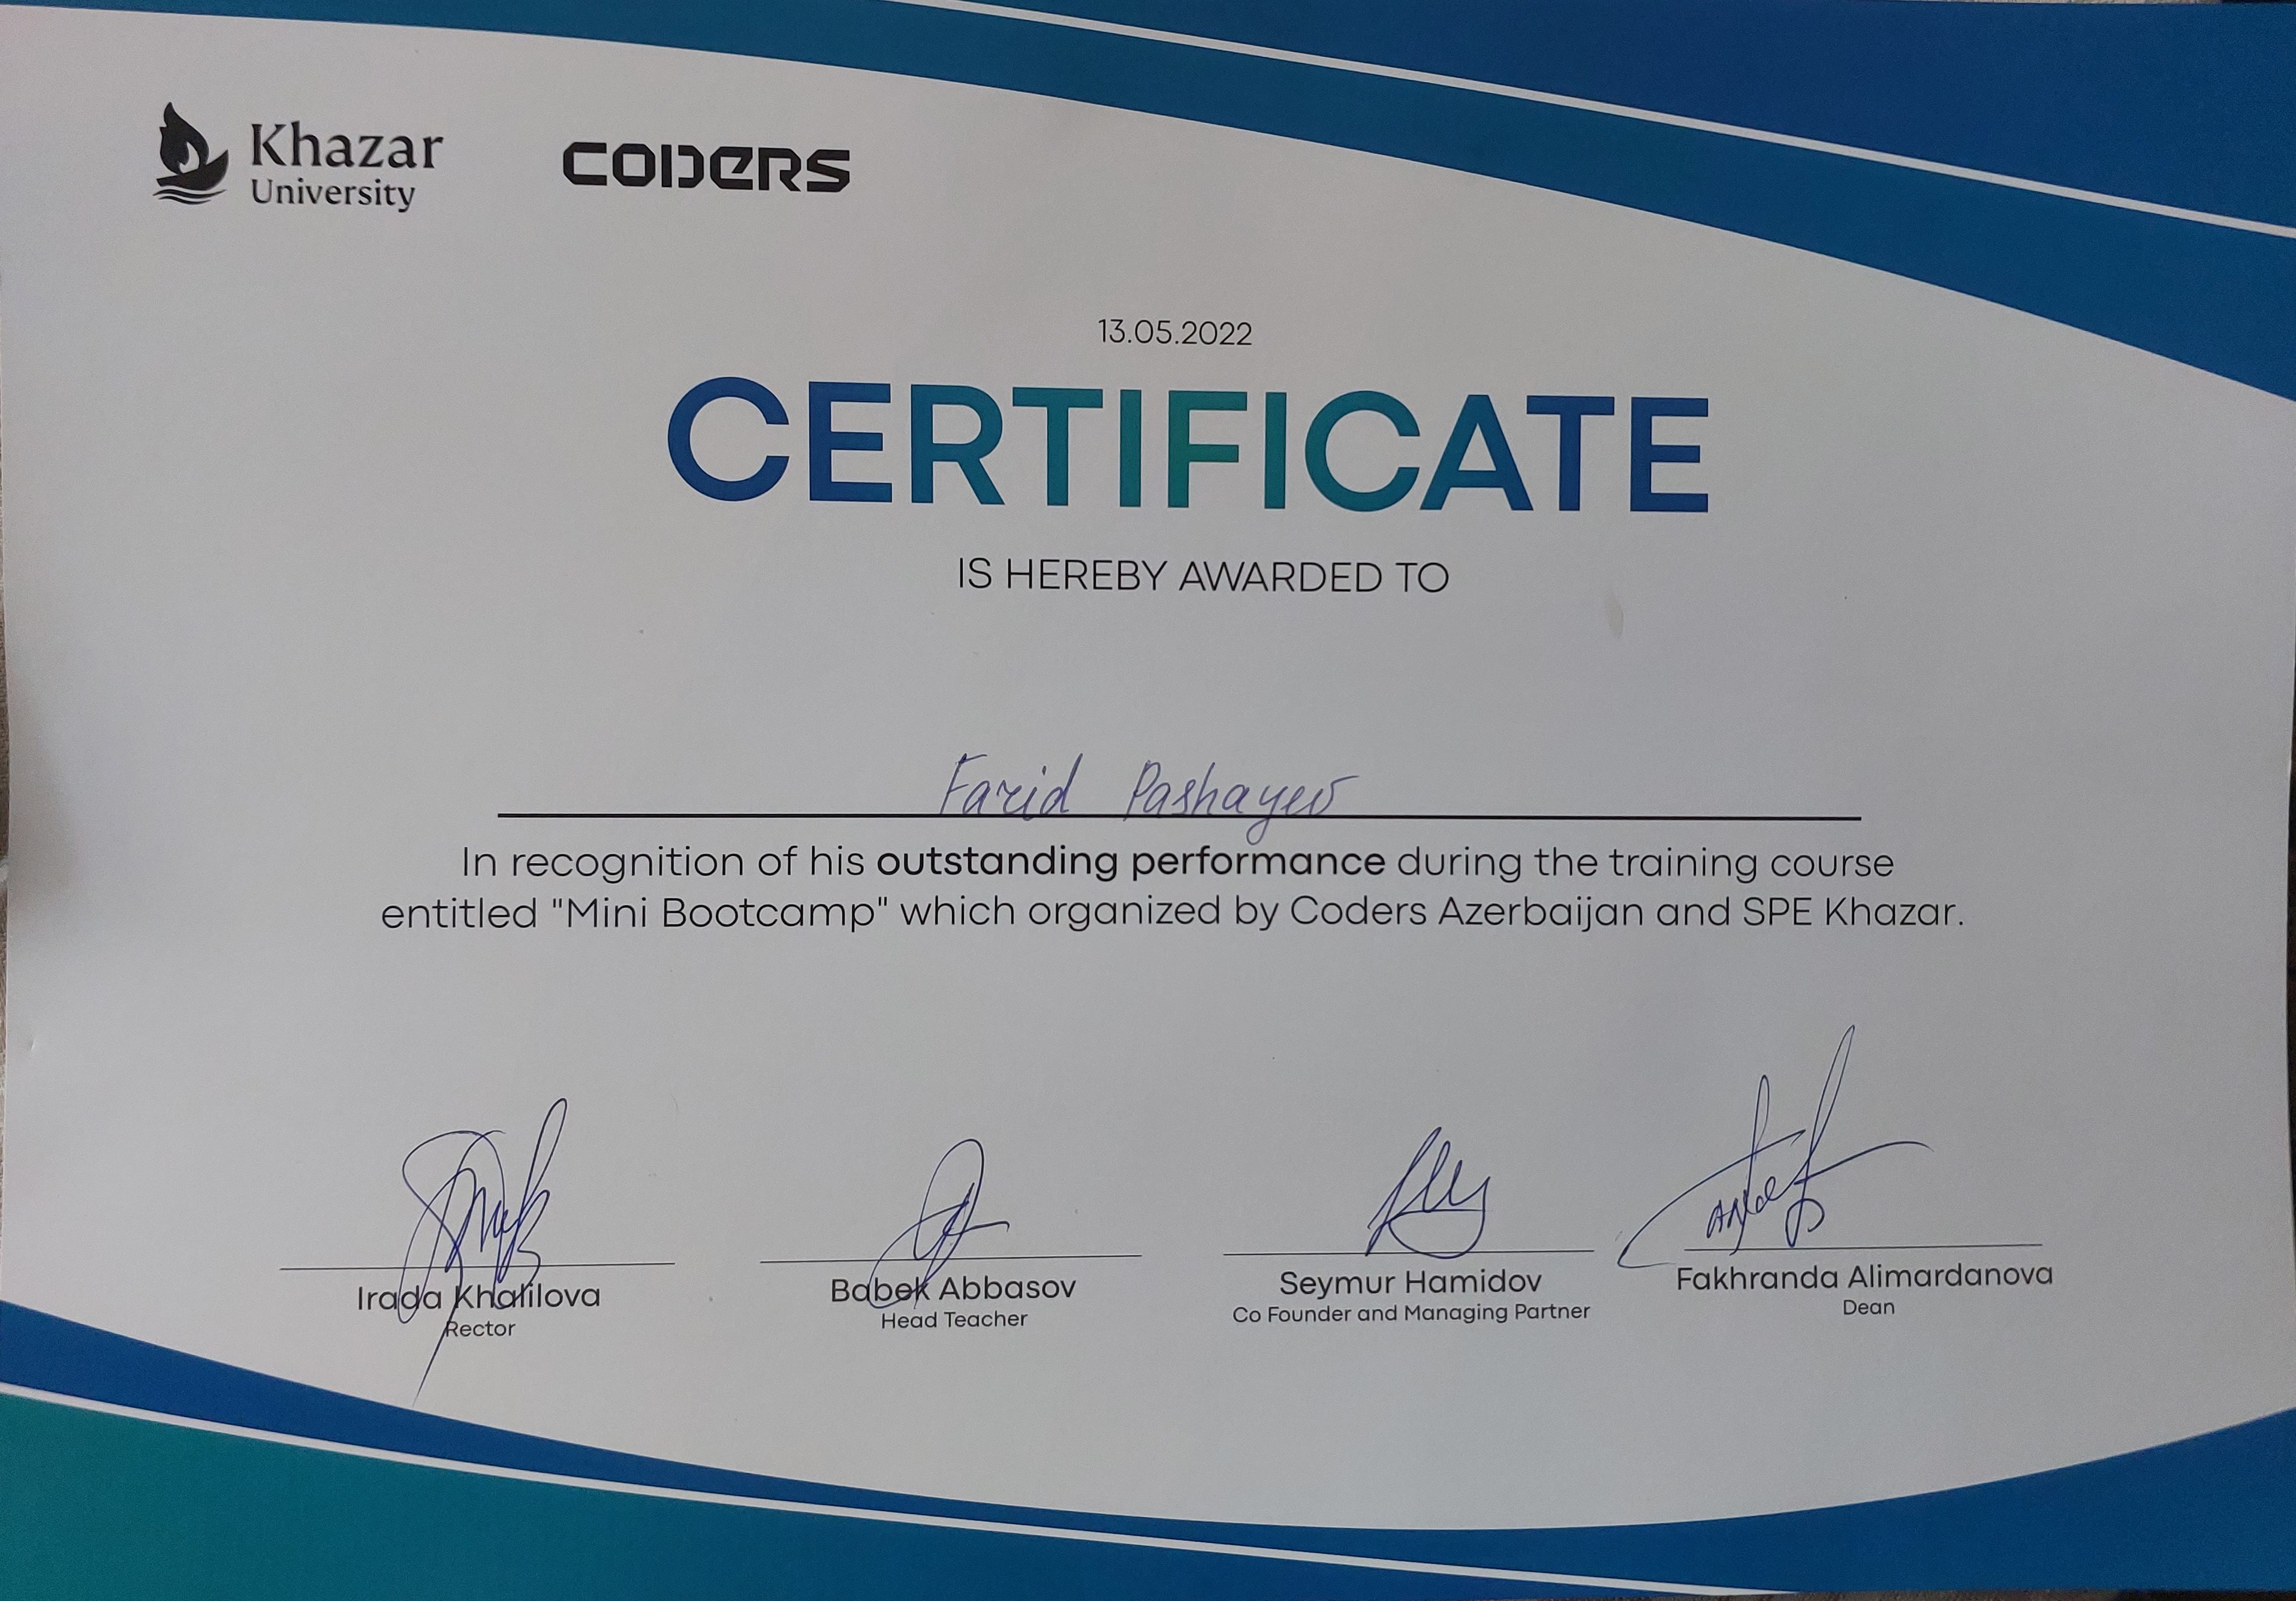 Khazar
University
CODERS
13.05.2022
CERTIFICATE
IS HEREBY AWARDED TO
Farid Pashayev
In recognition of his outstanding performance during the training course
entitled "Mini Bootcamp" which organized by Coders Azerbaijan and SPE Khazar.
Irada Khalilova
Rector
Babek Abbasov
Head Teacher
Seymur Hamidov
Co Founder and Managing Partner
Fakhranda Alimardanova
Dean